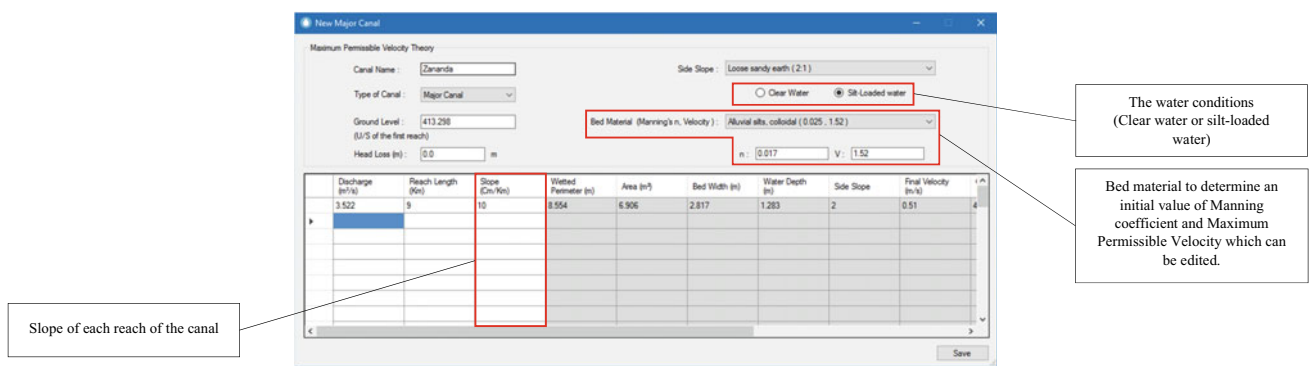 New Major Canal
Maximum Permissible Velocity Theory
Canal Name : Zananda
Side Slope : Loose sandy earth ( 2:1 )
Type of Canal : Major Canal
Clear Water Silt-Loaded water
Ground Level : 413.298
(U/S of the first reach)
Bed Material (Manning's n, Velocity ) : Alluvial silts, colloidal ( 0.025 , 1.52 )
Head Loss (m) : 0.0 m
n : 0.017 V : 1.52
Discharge (m³/s) Reach Length (Km) Slope (Cm/Km) Wetted Perimeter (m) Area (m²) Bed Width (m) Water Depth (m) Side Slope Final Velocity (m/s)
3.522 9 10 8.554 6.906 2.817 1.283 2 0.51 4
Save
The water conditions
(Clear water or silt-loaded
water)
Bed material to determine an
initial value of Manning
coefficient and Maximum
Permissible Velocity which can
be edited.
Slope of each reach of the canal